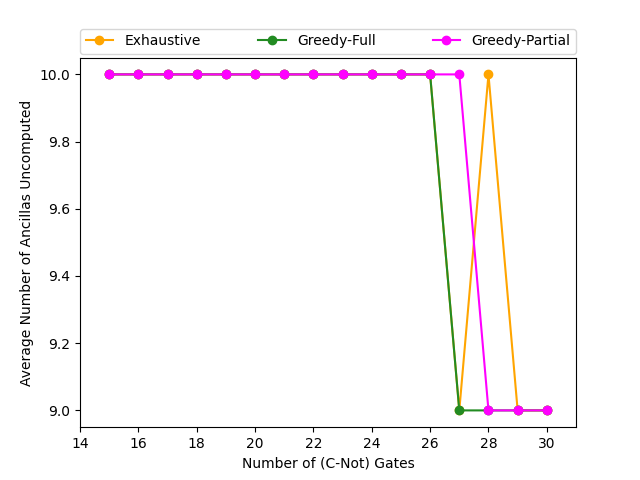 Exhaustive Greedy-Full Greedy-Partial
10.0
9.8
9.6
9.4
9.2
9.0
Average Number of Ancillas Uncomputed
14 16 18 20 22 24 26 28 30
Number of (C-Not) Gates